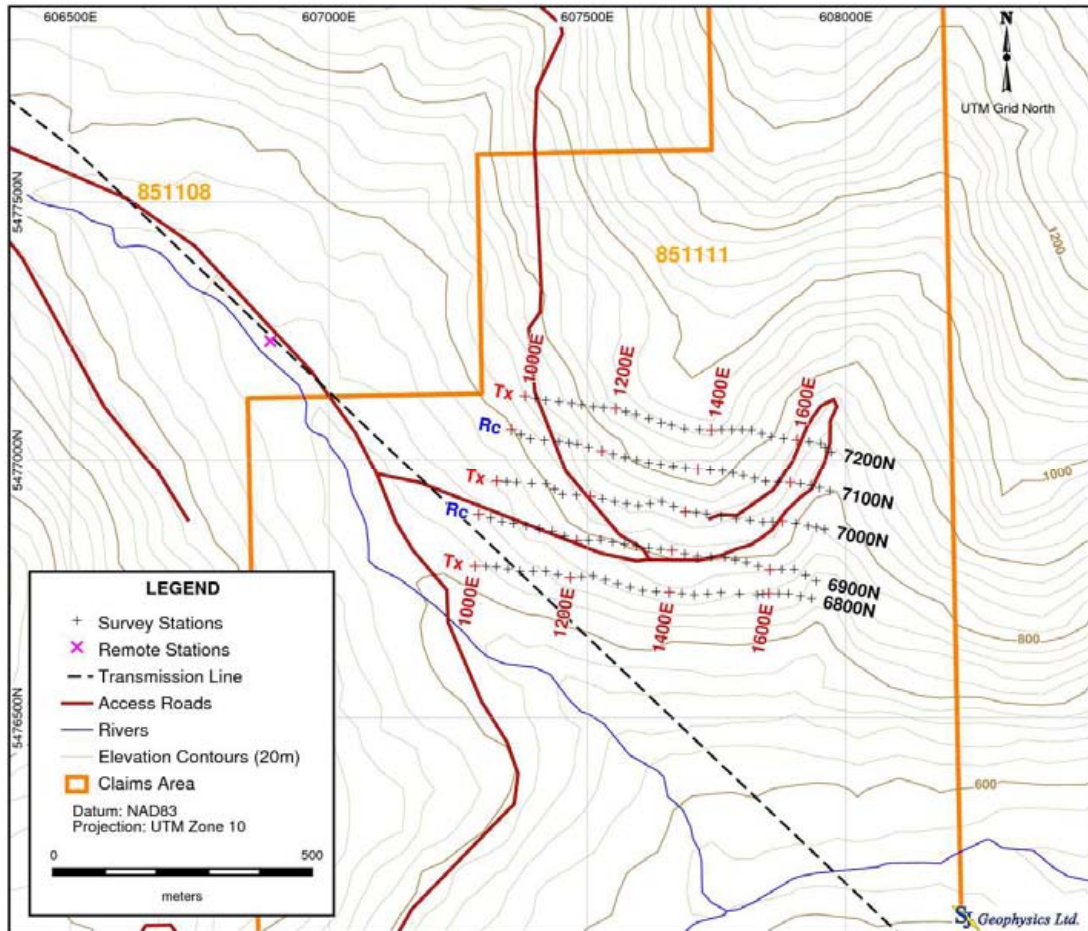 606500E
607000E
607500E
608000E
N
UTM Grid North
5477500N
851108
851111
1200
1000E
1200E
1400E
1600E
Tx
Rc
7200N
5477000N
1000
Tx
7100N
Rc
7000N
Tx
6900N
6800N
1000E
1200E
1400E
1600E
800
5476500N
600
LEGEND
Survey Stations
Remote Stations
Transmission Line
Access Roads
Rivers
Elevation Contours (20m)
Claims Area
Datum: NAD83
Projection: UTM Zone 10
0
500
meters
SJ Geophysics Ltd.